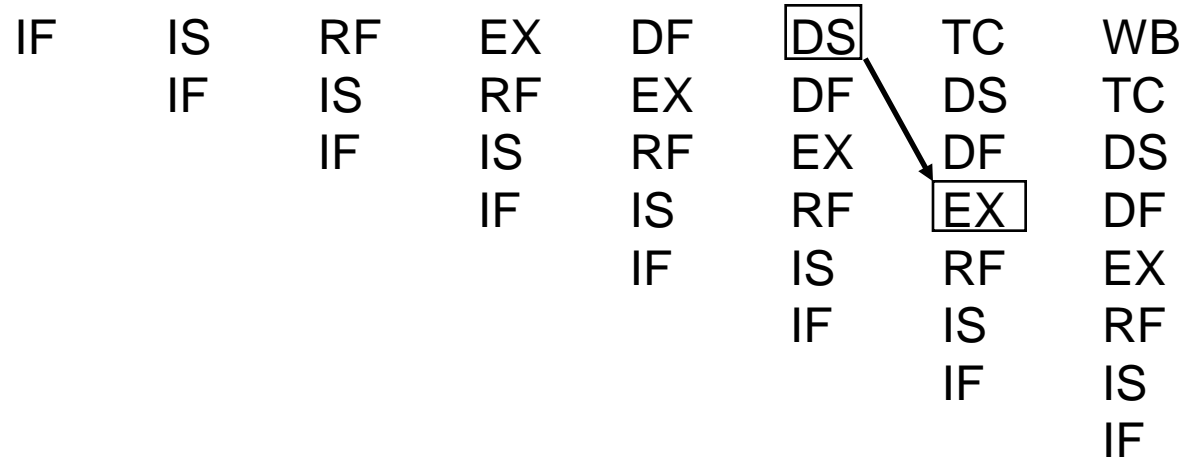 IF IS RF EX DF DS TC WB
IF IS RF EX DF DS TC
IF IS RF EX DF DS
IF IS RF EX DF
IF IS RF EX
IF IS RF
IF IS
IF